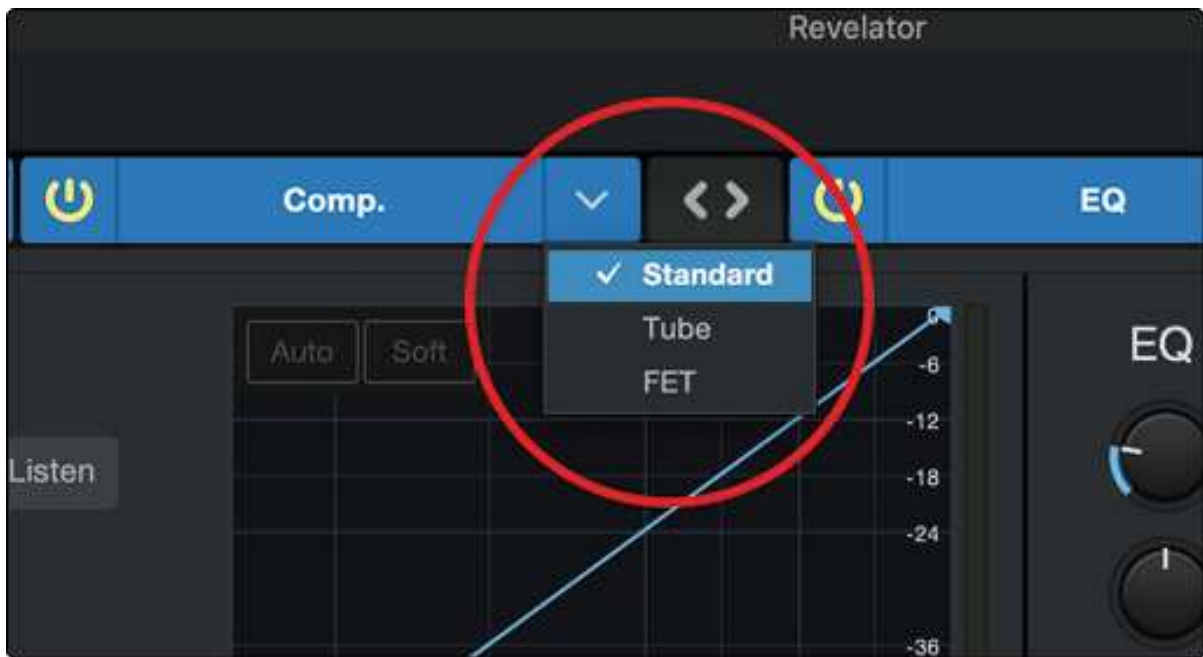 Revelator
Comp.
EQ
Standard
Tube
FET
Auto
Soft
Listen
EQ
0
-6
-12
-18
-24
-36